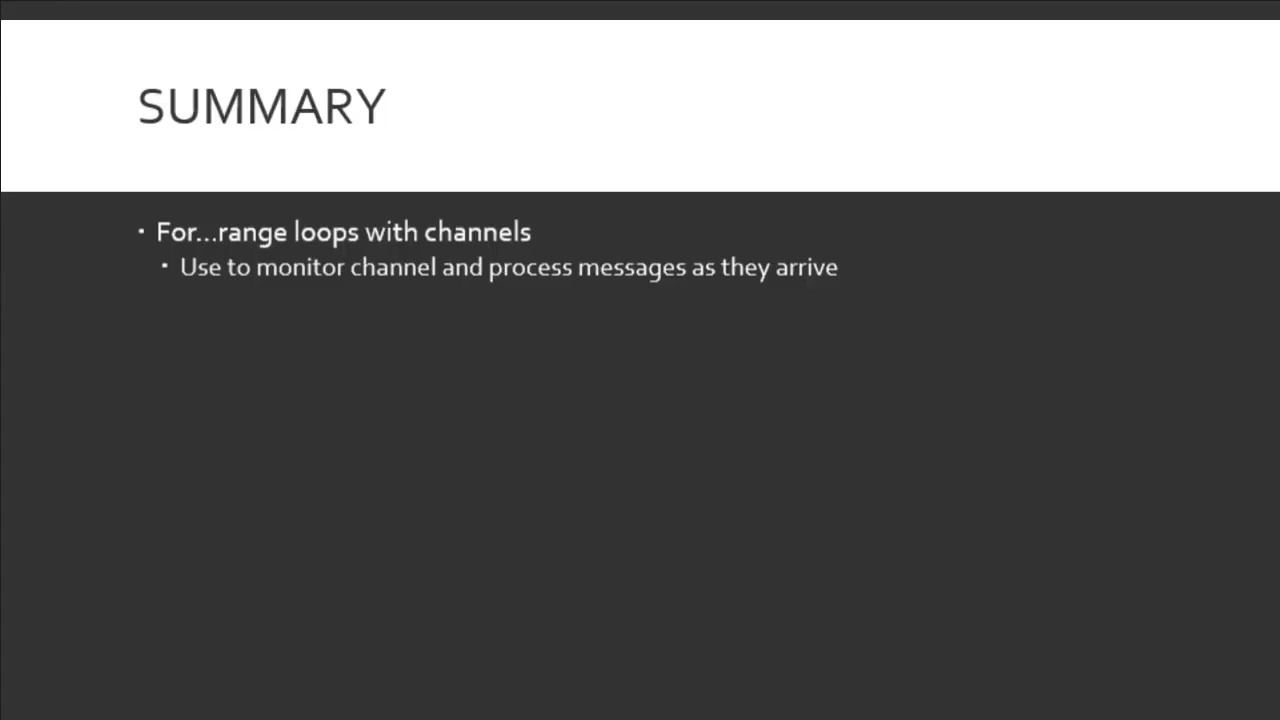 SUMMARY
▪ For...range loops with channels
▪ Use to monitor channel and process messages as they arrive